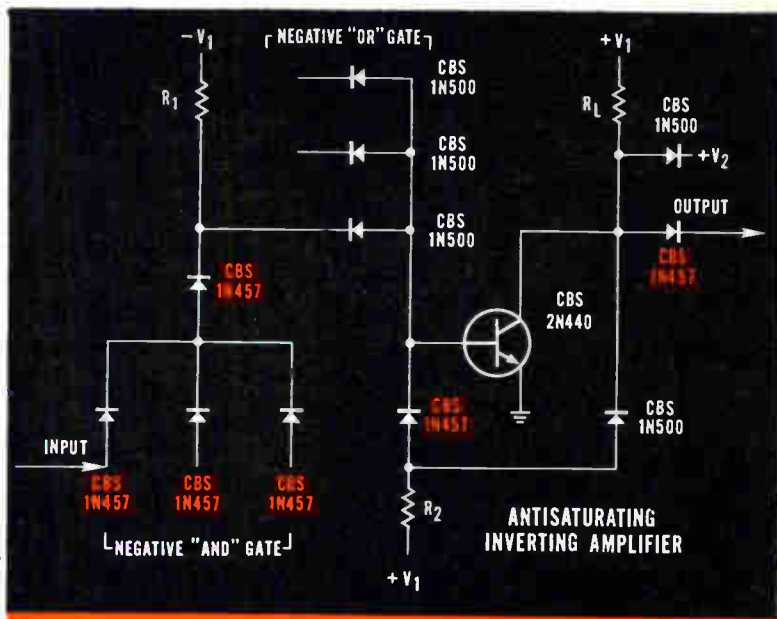 −V₁
NEGATIVE "OR" GATE
+V₁
CBS
1N500
R₁
R_L
CBS
1N500
CBS
1N500
+V₂
CBS
1N500
OUTPUT
CBS
1N457
CBS
1N457
CBS
2N440
CBS
1N457
CBS
1N500
INPUT
CBS
1N457
CBS
1N457
CBS
1N457
R₂
NEGATIVE "AND" GATE
ANTISATURATING
INVERTING AMPLIFIER
+V₁